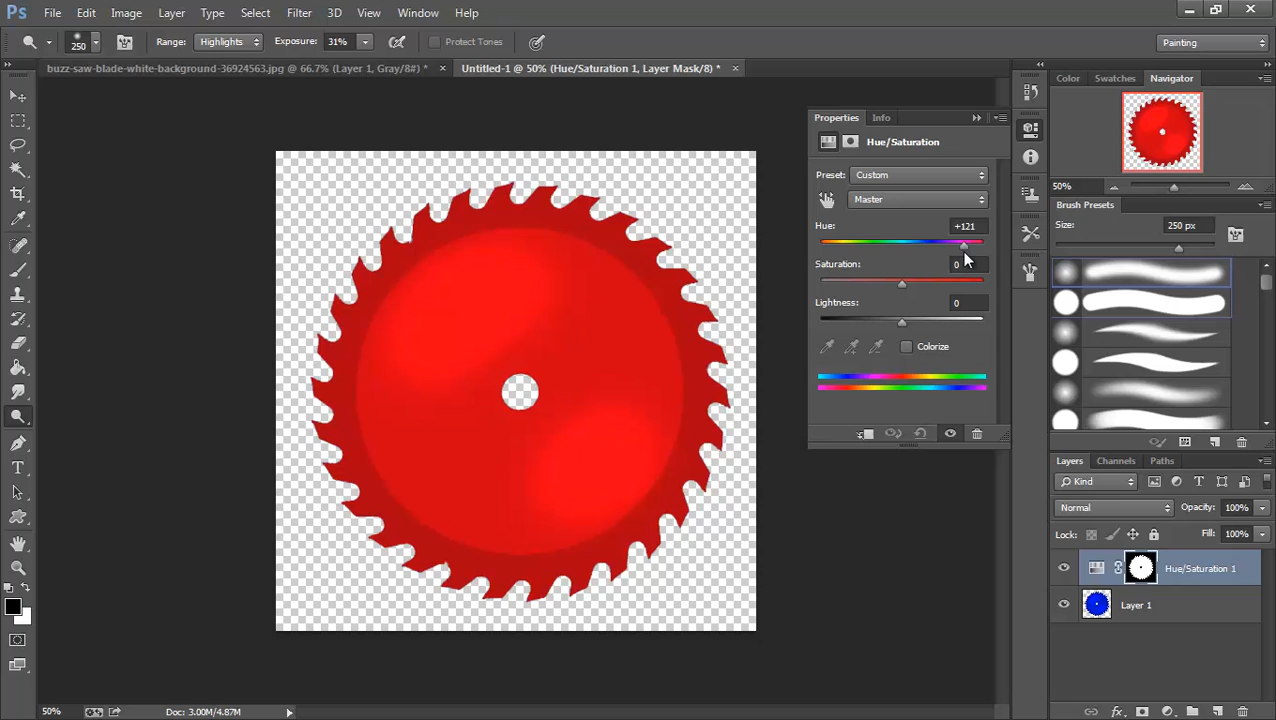 Ps File Edit Image Layer Type Select Filter 3D View Window Help
250 Range: Highlights Exposure: 31% Protect Tones Painting
buzz-saw-blade-white-background-36924563.jpg @ 66.7% (Layer 1, Gray/8#) * × Untitled-1 @ 50% (Hue/Saturation 1, Layer Mask/8) * ×
Color Swatches Navigator
Properties Info
Hue/Saturation
Preset: Custom
Master
Hue: +121
Saturation: 0
Lightness: 0
Colorize
50%
Brush Presets
Size: 250 px
Layers Channels Paths
Kind
Normal Opacity: 100%
Lock: Fill: 100%
Hue/Saturation 1
Layer 1
fx
50% Doc: 3.00M/4.87M